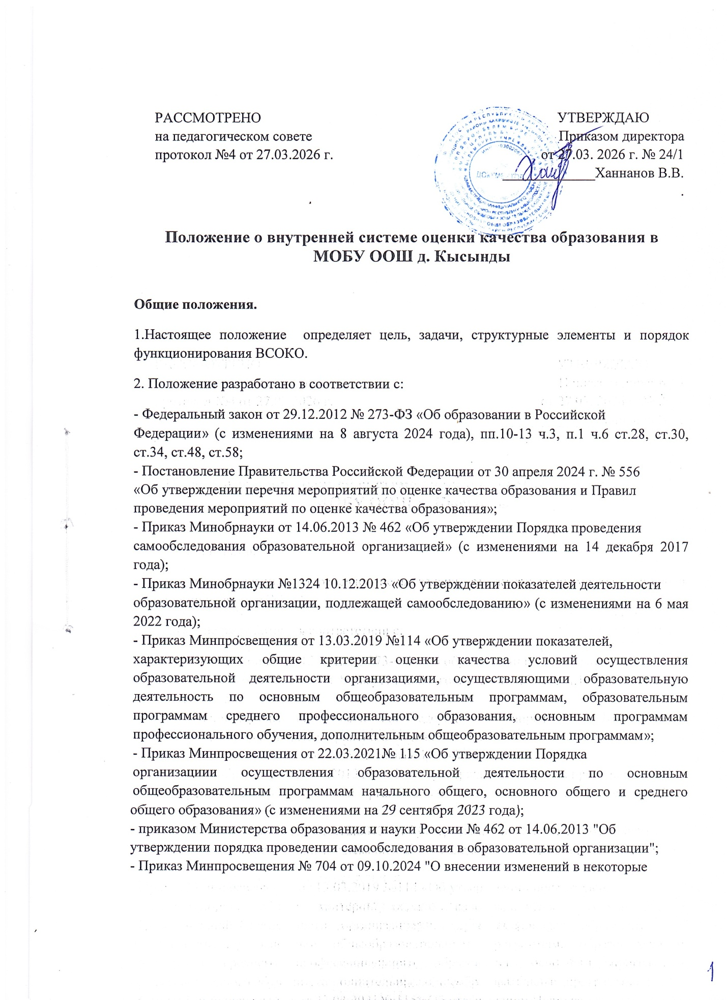 РАССМОТРЕНО
на педагогическом совете
протокол №4 от 27.03.2026 г.
УТВЕРЖДАЮ
Приказом директора
от 27.03. 2026 г. № 24/1
Ханнанов В.В.
Положение о внутренней системе оценки качества образования в
МОБУ ООШ д. Кысынды
Общие положения.
1.Настоящее положение определяет цель, задачи, структурные элементы и порядок
функционирования ВСОКО.
2. Положение разработано в соответствии с:
- Федеральный закон от 29.12.2012 № 273-ФЗ «Об образовании в Российской
Федерации» (с изменениями на 8 августа 2024 года), пп.10-13 ч.3, п.1 ч.6 ст.28, ст.30,
ст.34, ст.48, ст.58;
- Постановление Правительства Российской Федерации от 30 апреля 2024 г. № 556
«Об утверждении перечня мероприятий по оценке качества образования и Правил
проведения мероприятий по оценке качества образования»;
- Приказ Минобрнауки от 14.06.2013 № 462 «Об утверждении Порядка проведения
самообследования образовательной организацией» (с изменениями на 14 декабря 2017
года);
- Приказ Минобрнауки №1324 10.12.2013 «Об утверждении показателей деятельности
образовательной организации, подлежащей самообследованию» (с изменениями на 6 мая
2022 года);
- Приказ Минпросвещения от 13.03.2019 №114 «Об утверждении показателей,
характеризующих общие критерии оценки качества условий осуществления
образовательной деятельности организациями, осуществляющими образовательную
деятельность по основным общеобразовательным программам, образовательным
программам среднего профессионального образования, основным программам
профессионального обучения, дополнительным общеобразовательным программам»;
- Приказ Минпросвещения от 22.03.2021№ 115 «Об утверждении Порядка
организациии осуществления образовательной деятельности по основным
общеобразовательным программам начального общего, основного общего и среднего
общего образования» (с изменениями на 29 сентября 2023 года);
- приказом Министерства образования и науки России № 462 от 14.06.2013 "Об
утверждении порядка проведении самообследования в образовательной организации";
- Приказ Минпросвещения № 704 от 09.10.2024 "О внесении изменений в некоторые
1